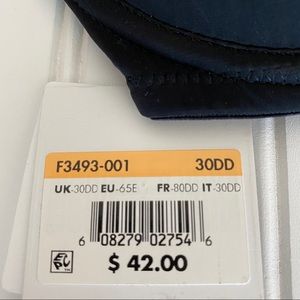 F3493-001 30DD
UK-30DD EU-65E FR-80DD IT-30DD
6 08279 02754 6
$ 42.00